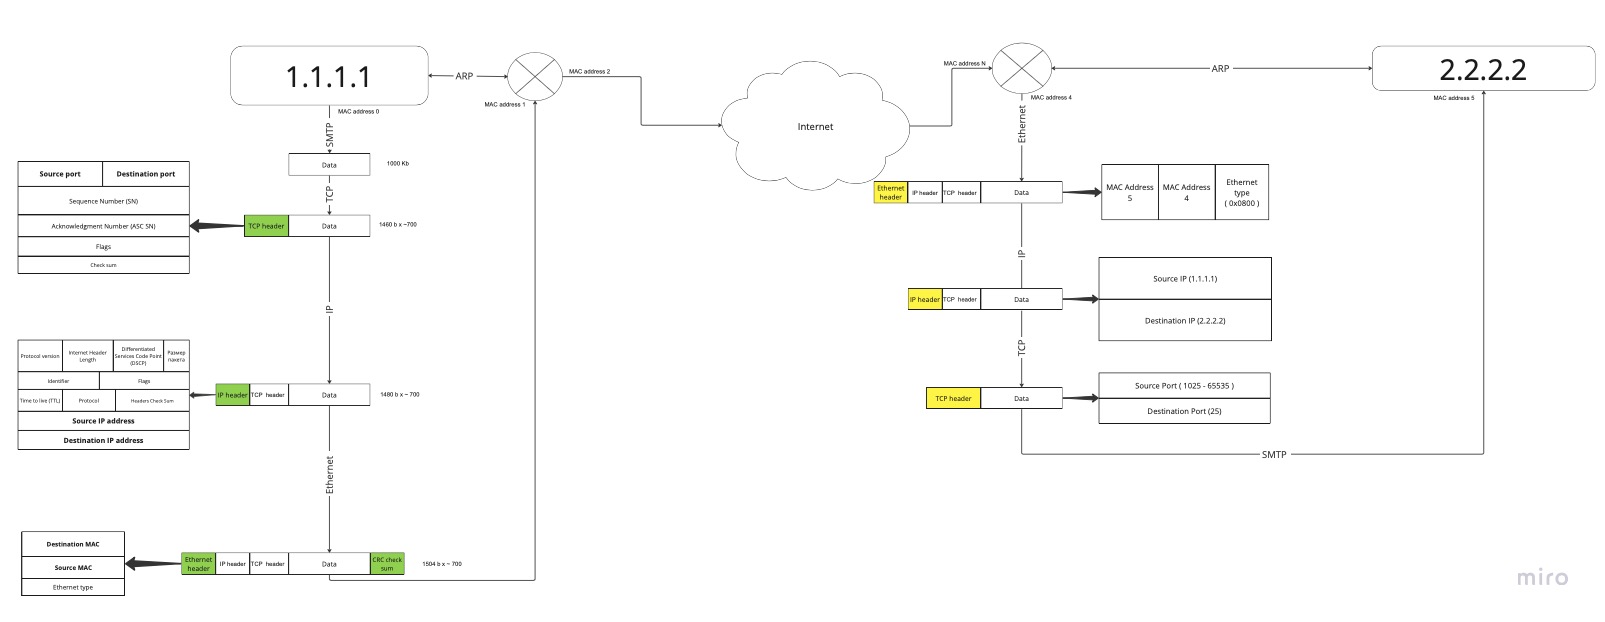 1.1.1.1
ARP
MAC address 0
MAC address 1
MAC address 2
SMTP
Data
1000 Kb
TCP
TCP header
Data
1460 b x ~700
Source port
Destination port
Sequence Number (SN)
Acknowledgment Number (ASC SN)
Flags
Check sum
IP
IP header
TCP header
Data
1480 b x ~ 700
Protocol version
Internet Header
Length
Differentiated
Services Code Point
(DSCP)
Размер
пакета
Identifier
Flags
Time to live (TTL)
Protocol
Headers Check Sum
Source IP address
Destination IP address
Ethernet
Ethernet
header
IP header
TCP header
Data
CRC check
sum
1504 b x ~ 700
Destination MAC
Source MAC
Ethernet type
Internet
MAC address N
MAC address 4
ARP
2.2.2.2
MAC address 5
Ethernet
Ethernet
header
IP header
TCP header
Data
MAC Address
5
MAC Address
4
Ethernet
type
( 0x0800 )
IP
IP header
TCP header
Data
Source IP (1.1.1.1)
Destination IP (2.2.2.2)
TCP
TCP header
Data
Source Port ( 1025 - 65535 )
Destination Port (25)
SMTP
miro